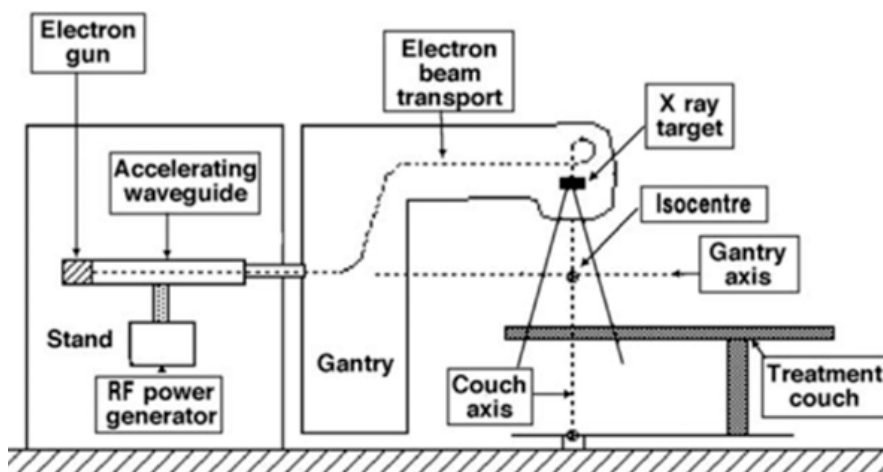 Electron
gun
Electron
beam
transport
X ray
target
Accelerating
waveguide
Isocentre
Gantry
axis
Stand
Gantry
RF power
generator
Couch
axis
Treatment
couch